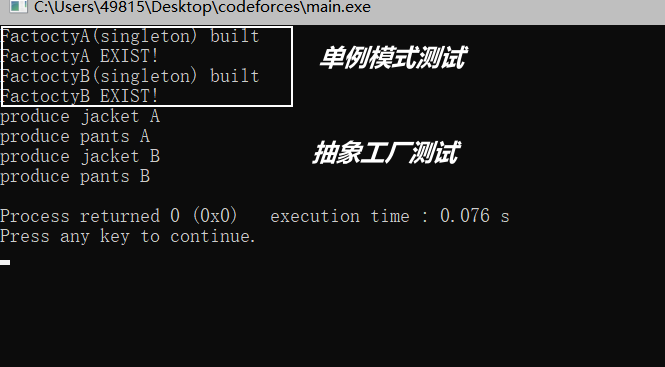 C:\Users\49815\Desktop\codeforces\main.exe
FactoctyA(singleton) built
FactoctyA EXIST!
FactoctyB(singleton) built
FactoctyB EXIST!
单例模式测试
produce jacket A
produce pants A
produce jacket B
produce pants B
抽象工厂测试
Process returned 0 (0x0)   execution time : 0.076 s
Press any key to continue.